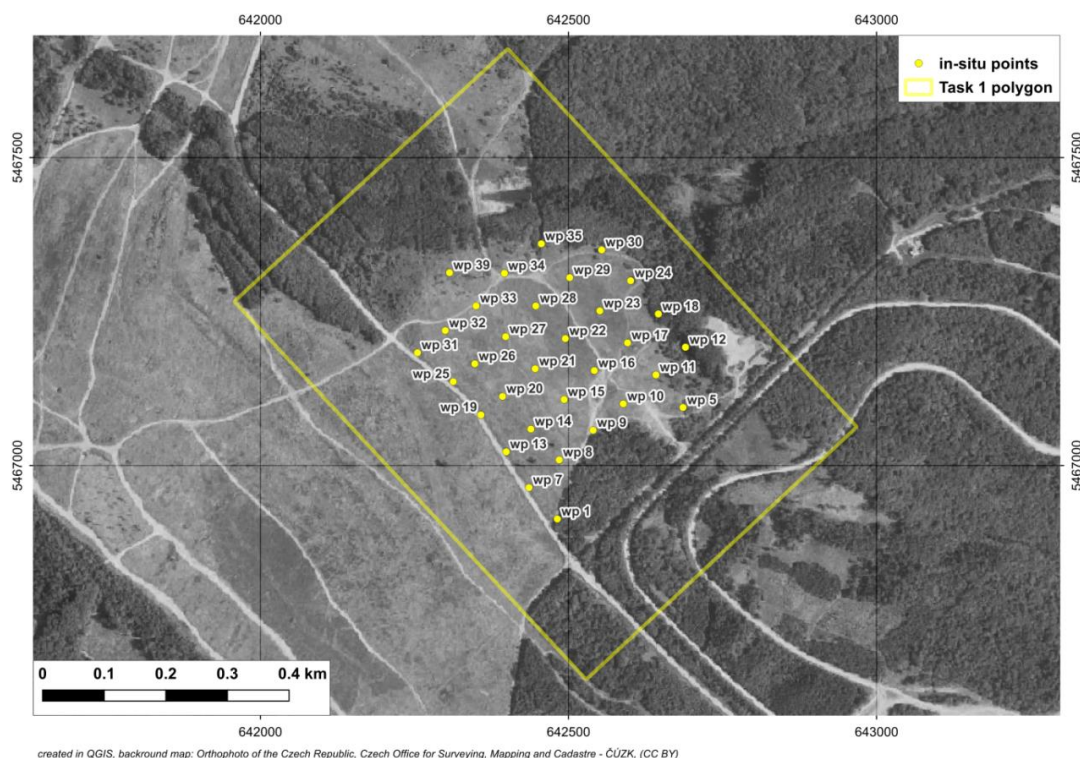 642000 642500 643000
in-situ points
Task 1 polygon
5467500 5467500
wp 35
wp 30
wp 39 wp 34 wp 29 wp 24
wp 33 wp 28 wp 23 wp 18
wp 32 wp 27 wp 22 wp 17 wp 12
wp 31
wp 26 wp 21 wp 16 wp 11
wp 25
wp 20 wp 15 wp 10 wp 5
wp 19
wp 14 wp 9
wp 13 wp 8
5467000 5467000
wp 7
wp 1
0 0.1 0.2 0.3 0.4 km
642000 642500 643000
created in QGIS, backround map: Orthophoto of the Czech Republic, Czech Office for Surveying, Mapping and Cadastre - ČÚZK, (CC BY)